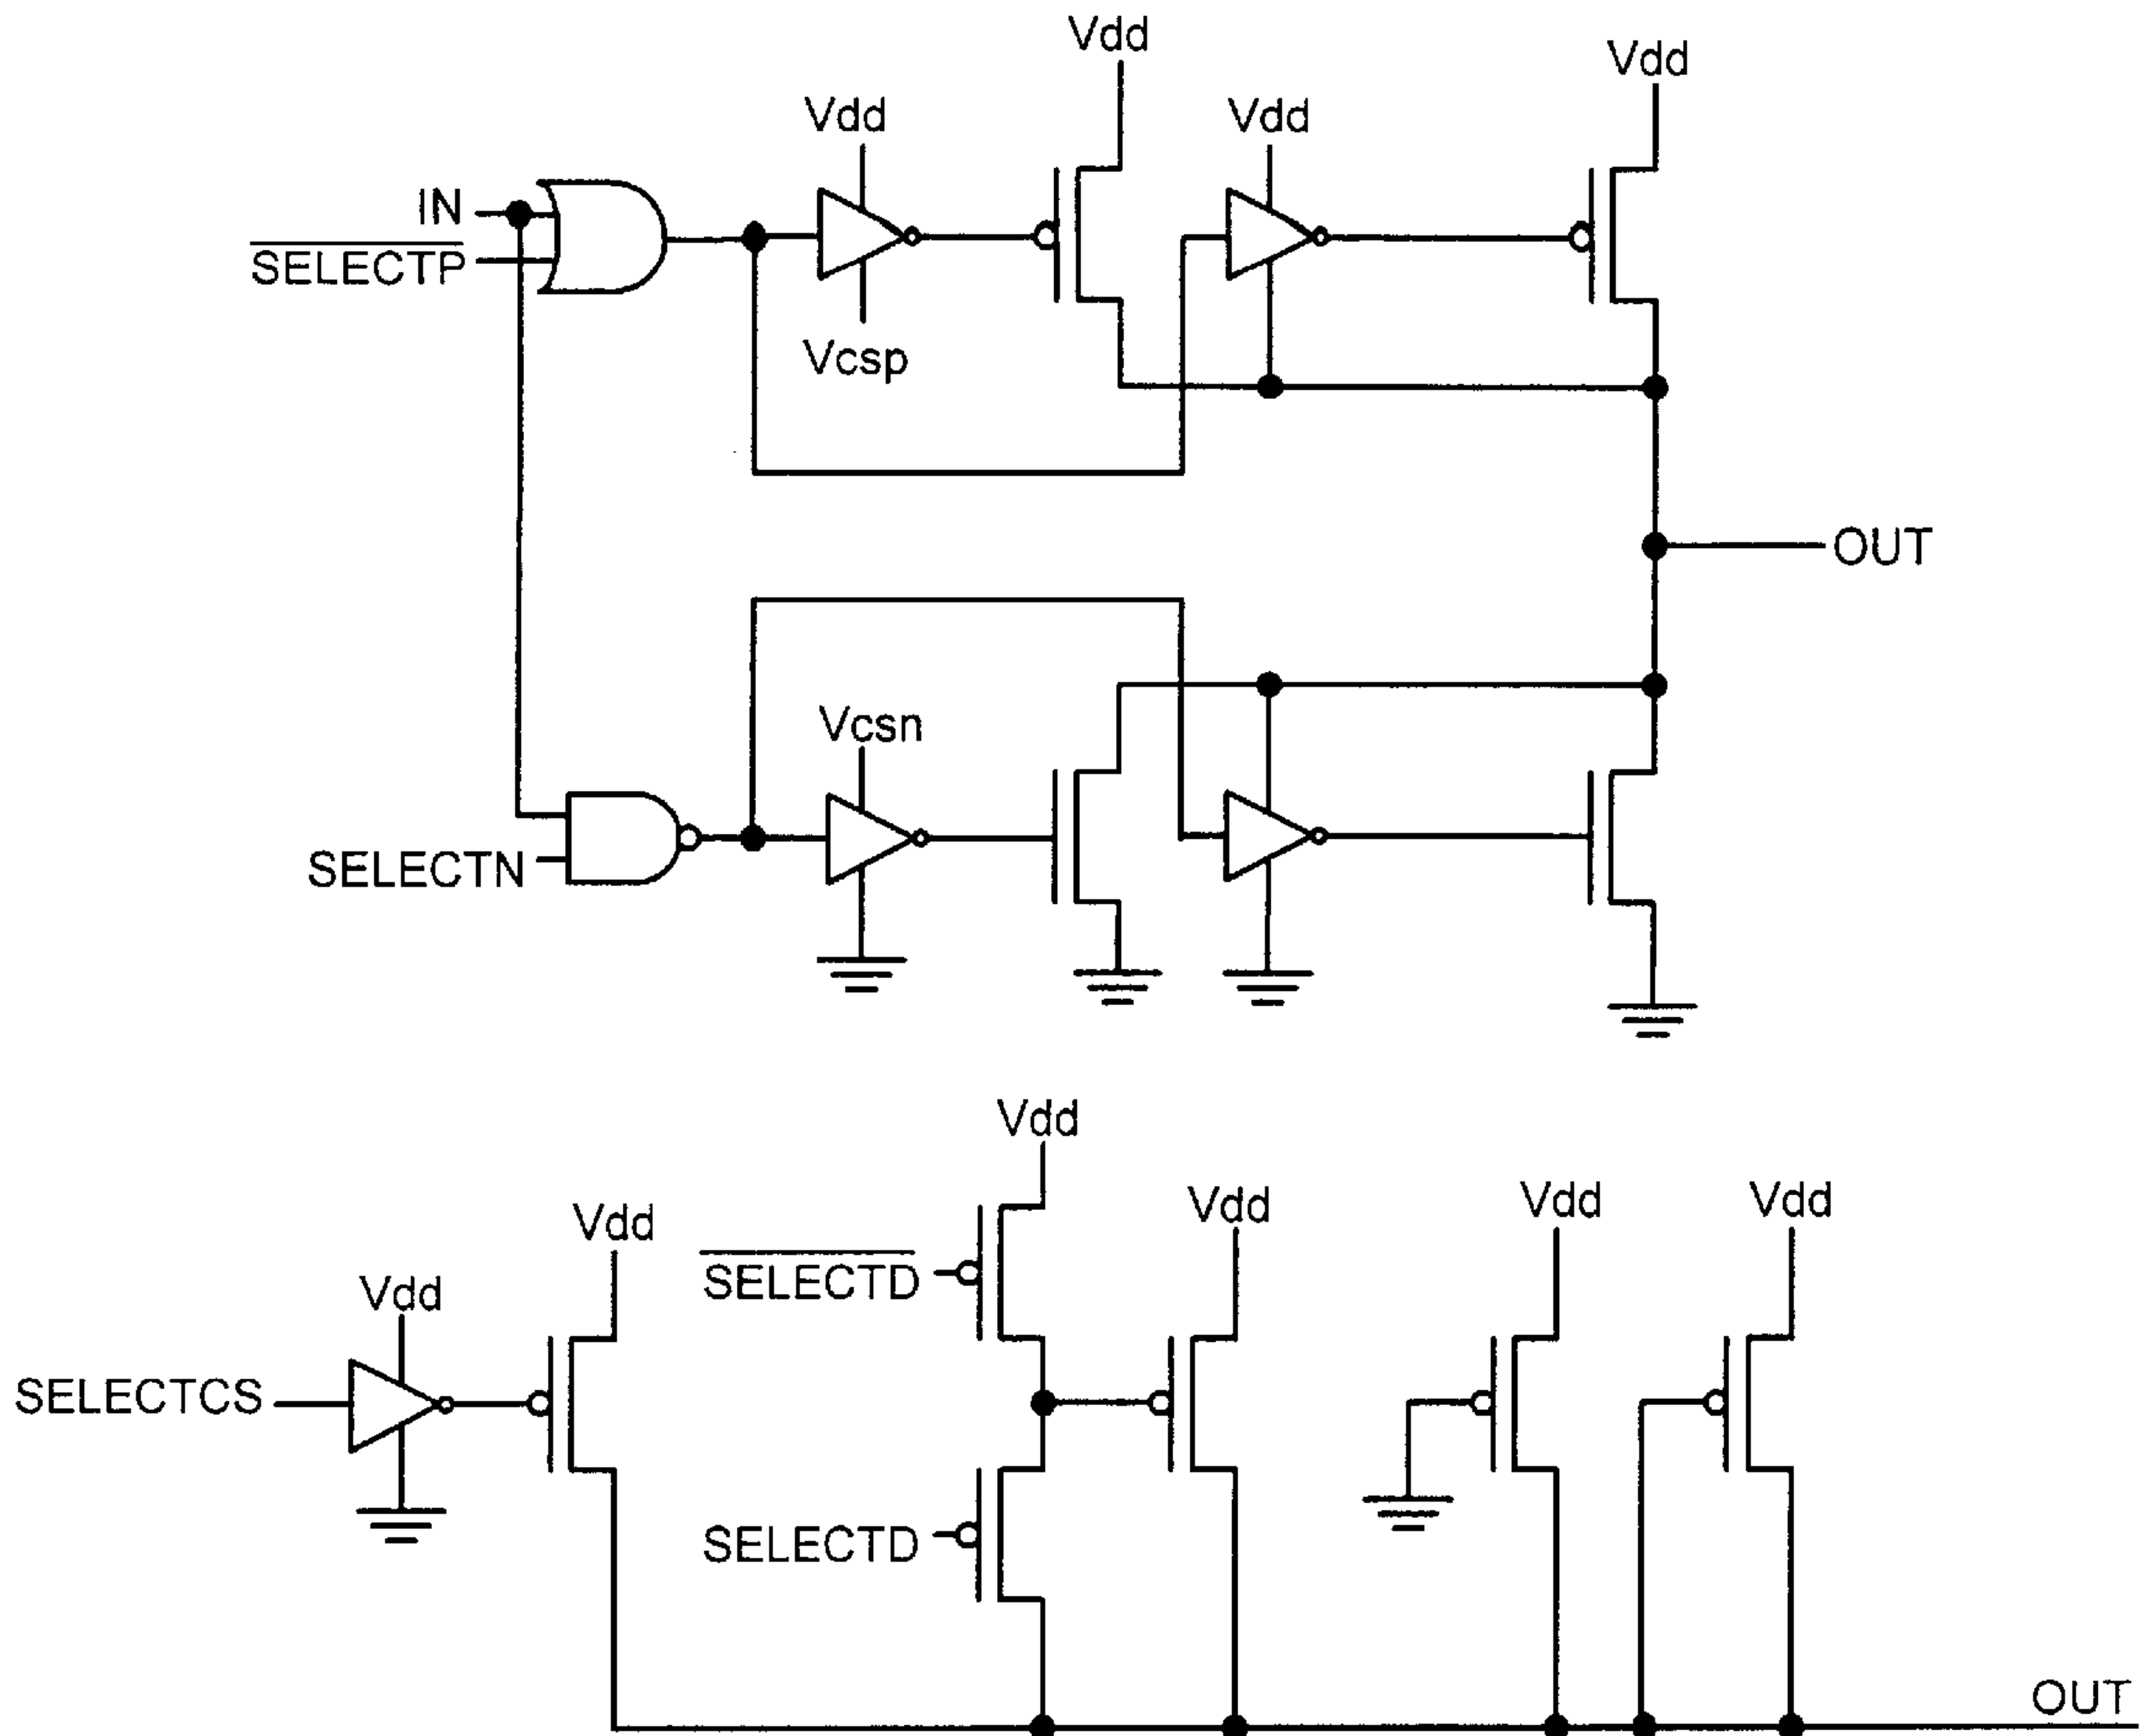 Vdd
Vdd
Vdd
Vdd
IN
SELECTP
Vcsp
OUT
Vcsn
SELECTN
Vdd
Vdd
Vdd
Vdd
Vdd
SELECTD
Vdd
SELECTCS
SELECTD
OUT